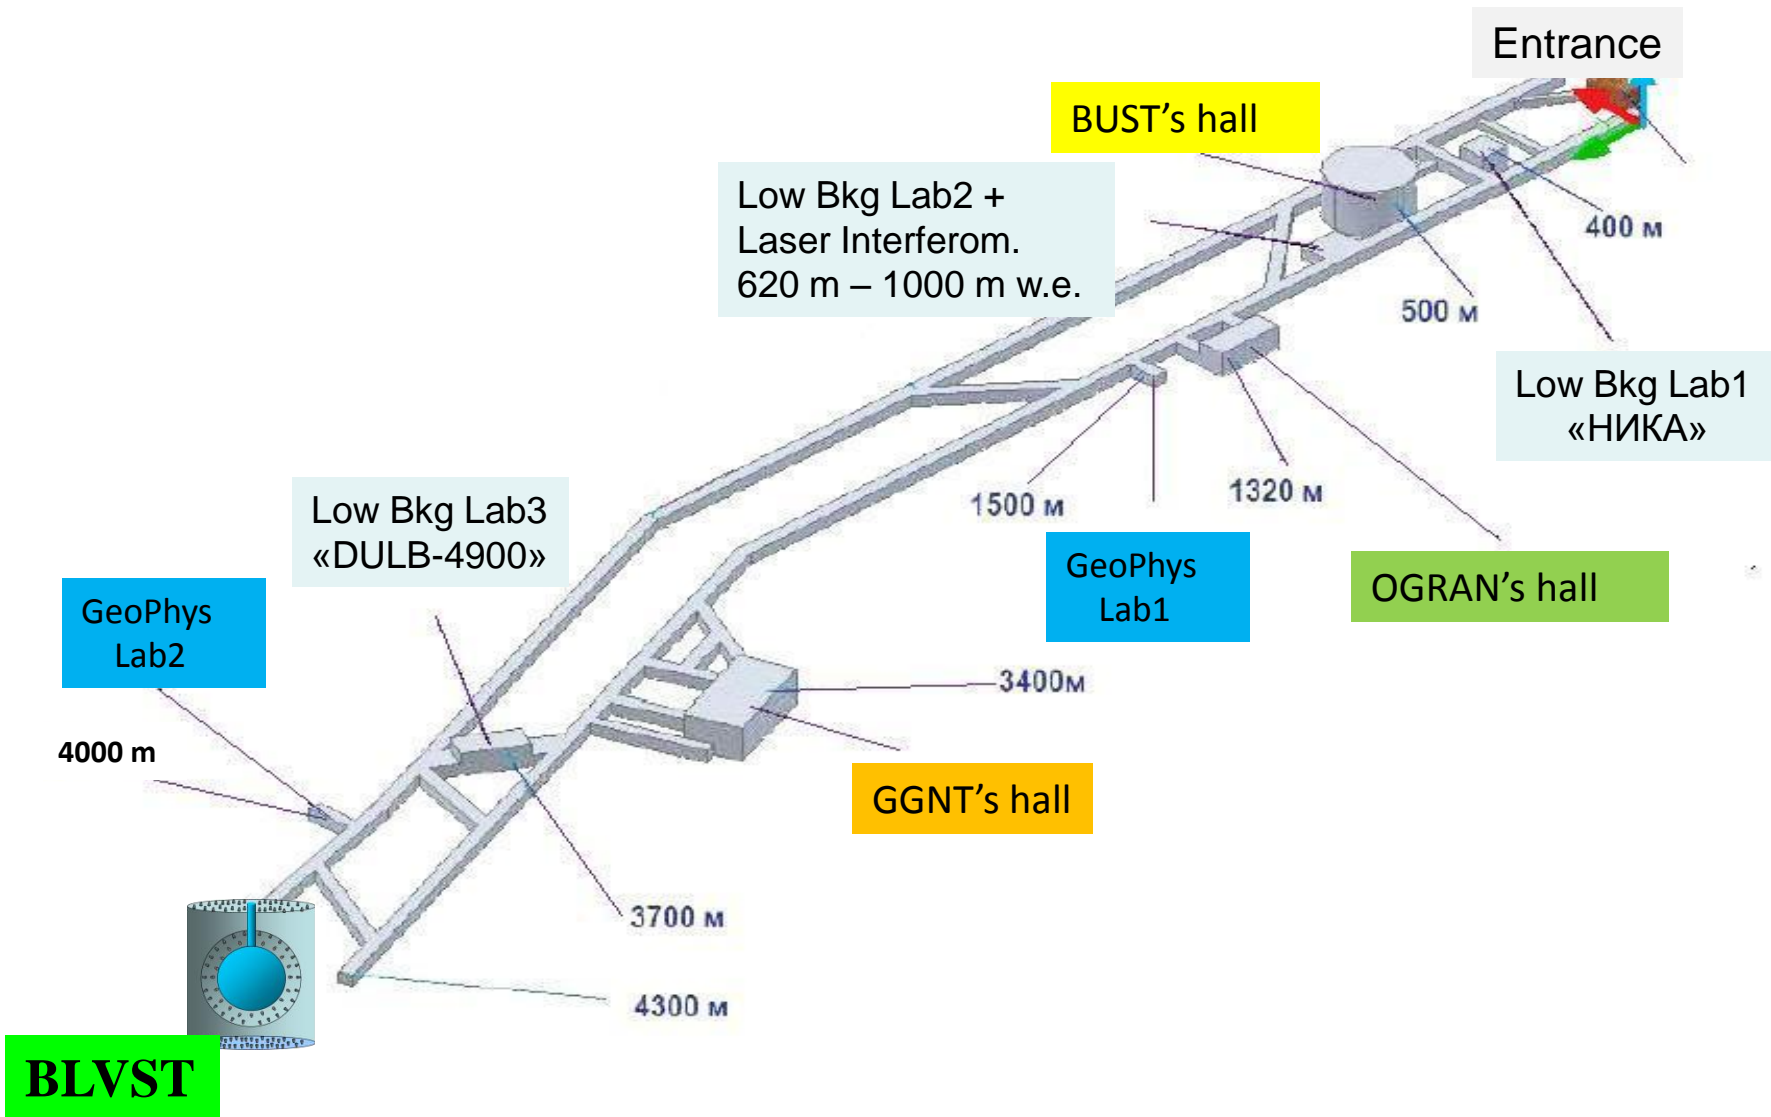 Entrance
BUST's hall
Low Bkg Lab2 +
Laser Interferom.
620 m – 1000 m w.e.
400 м
500 м
Low Bkg Lab1
«НИКА»
1500 м
1320 м
Low Bkg Lab3
«DULB-4900»
GeoPhys
Lab1
OGRAN's hall
GeoPhys
Lab2
3400м
4000 m
GGNT's hall
3700 м
4300 м
BLVST